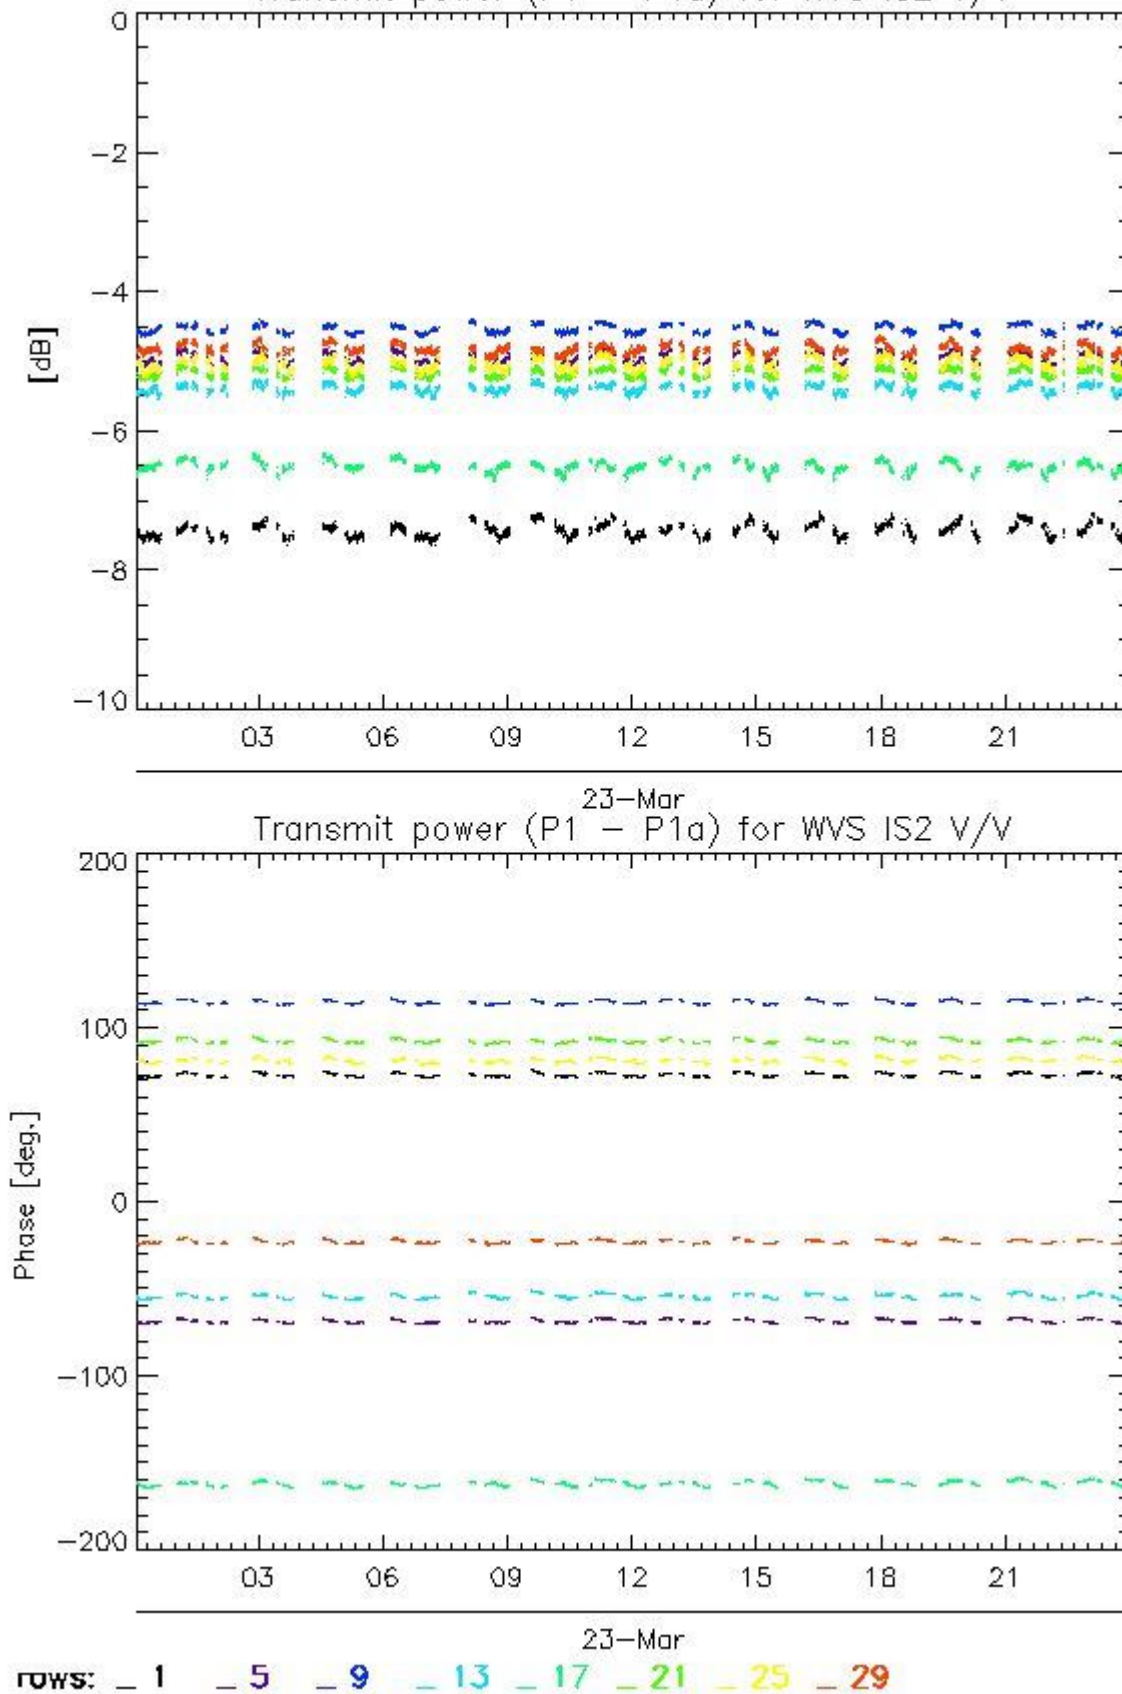 0
−2
−4
[dB]
−6
−8
−10
03 06 09 12 15 18 21
23-Mar
Transmit power (P1 − P1a) for WVS IS2 V/V
200
100
0
Phase [deg.]
−100
−200
03 06 09 12 15 18 21
23-Mar
rows: _ 1 _ 5 _ 9 _ 13 _ 17 _ 21 _ 25 _ 29